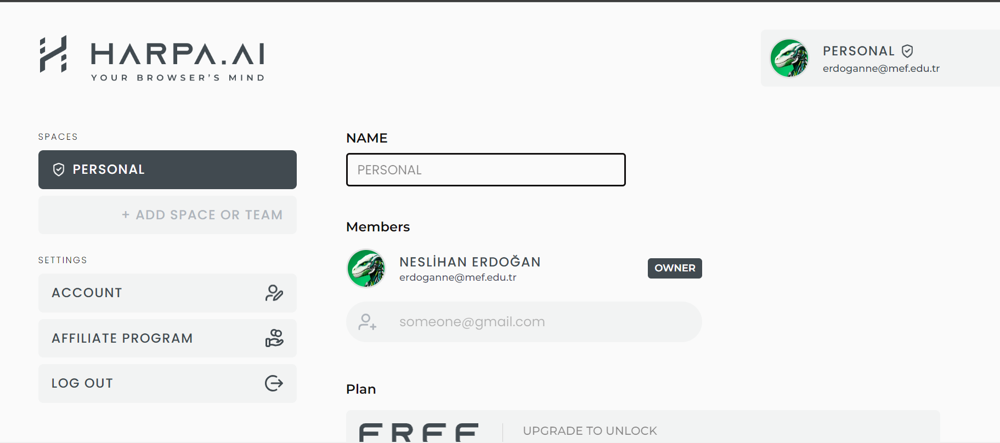 HARPA.AI
YOUR BROWSER'S MIND
PERSONAL
erdoganne@mef.edu.tr
SPACES
PERSONAL
+ ADD SPACE OR TEAM
SETTINGS
ACCOUNT
AFFILIATE PROGRAM
LOG OUT
NAME
PERSONAL
Members
NESLİHAN ERDOĞAN
erdoganne@mef.edu.tr
OWNER
someone@gmail.com
Plan
FREE
UPGRADE TO UNLOCK